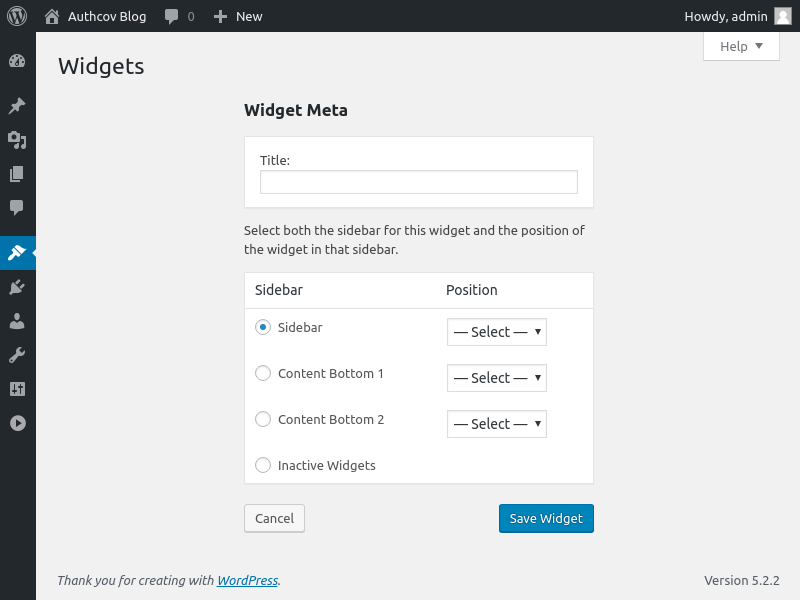 Authcov Blog 0 New Howdy, admin
Help ▼
Widgets
Widget Meta
Title:
Select both the sidebar for this widget and the position of
the widget in that sidebar.
Sidebar Position
Sidebar — Select —
Content Bottom 1 — Select —
Content Bottom 2 — Select —
Inactive Widgets
Cancel Save Widget
Thank you for creating with WordPress. Version 5.2.2